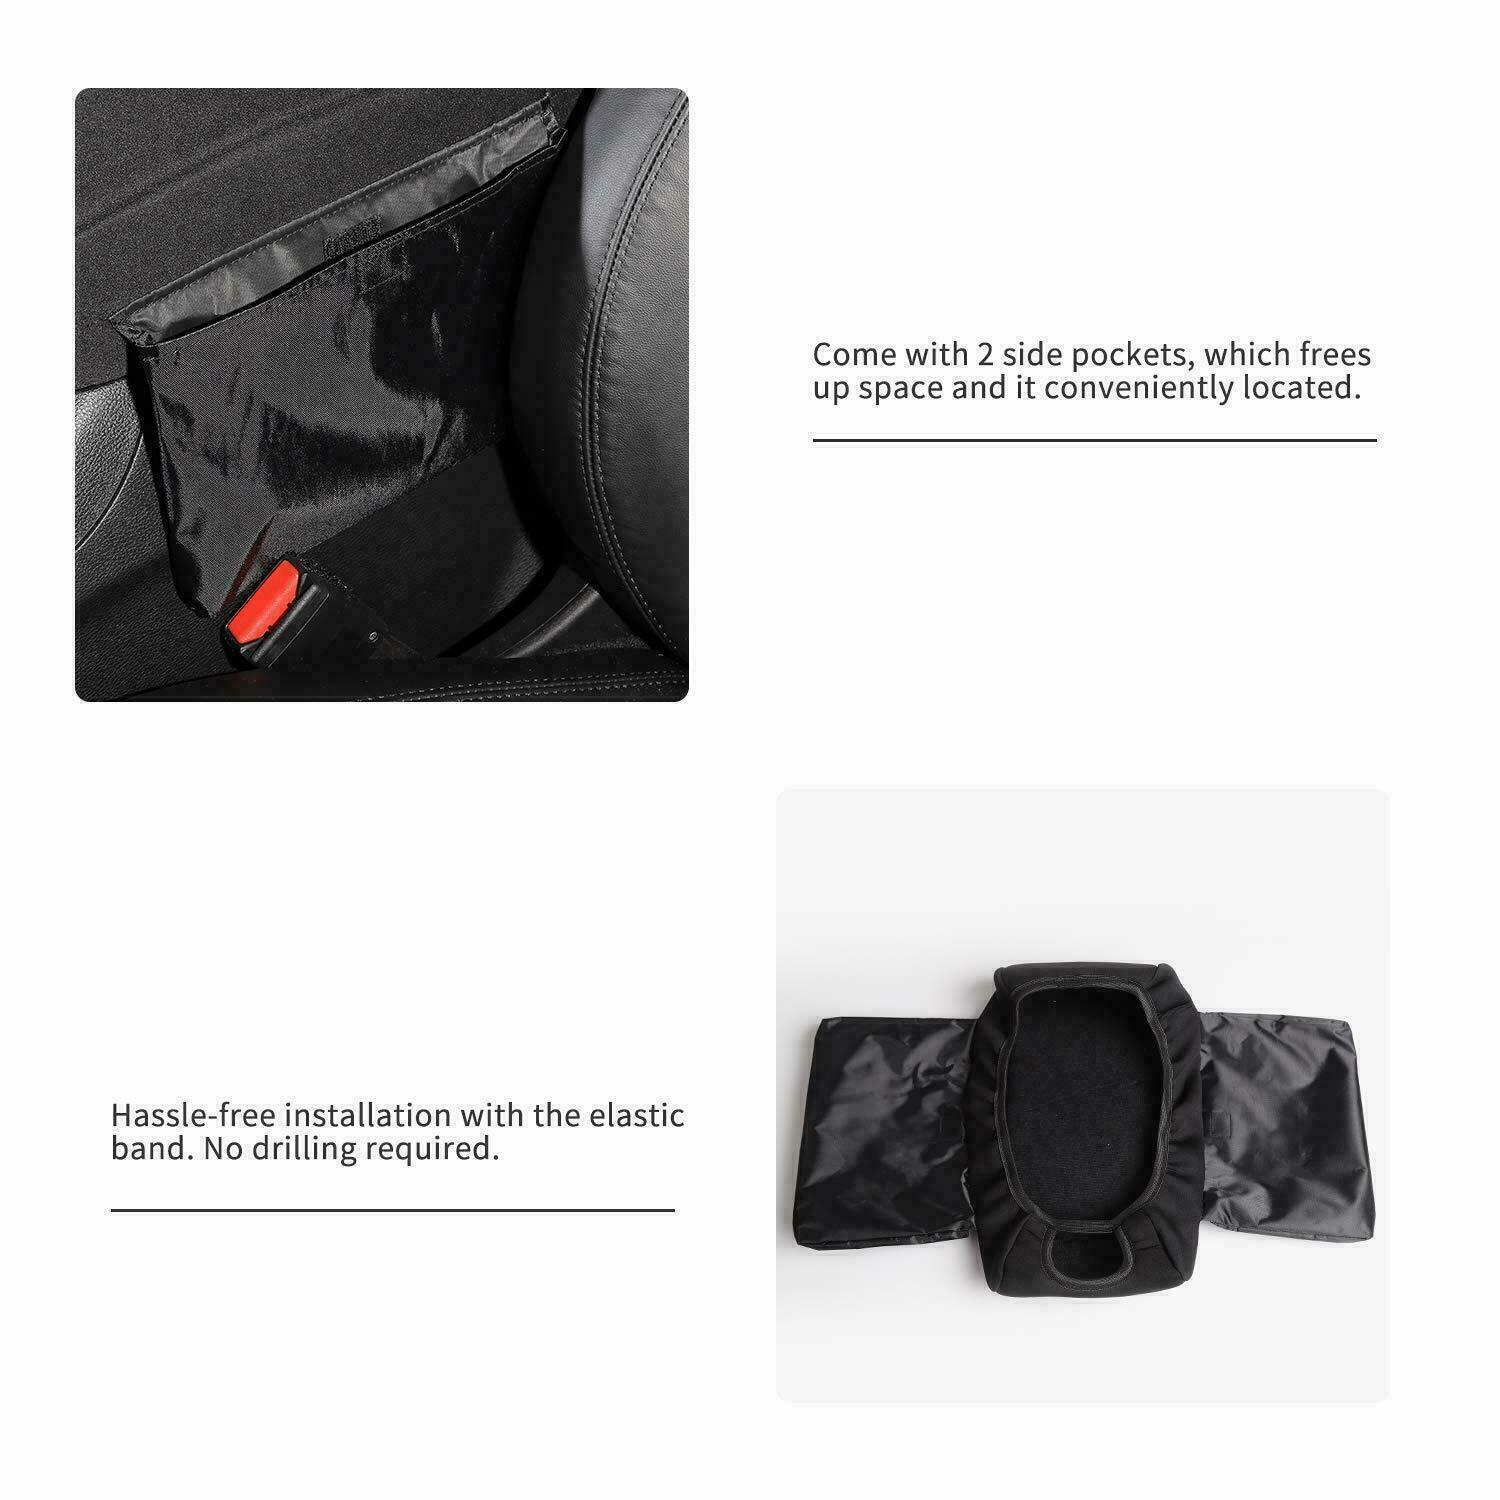 Come with 2 side pockets, which frees
up space and it conveniently located.
Hassle-free installation with the elastic
band. No drilling required.